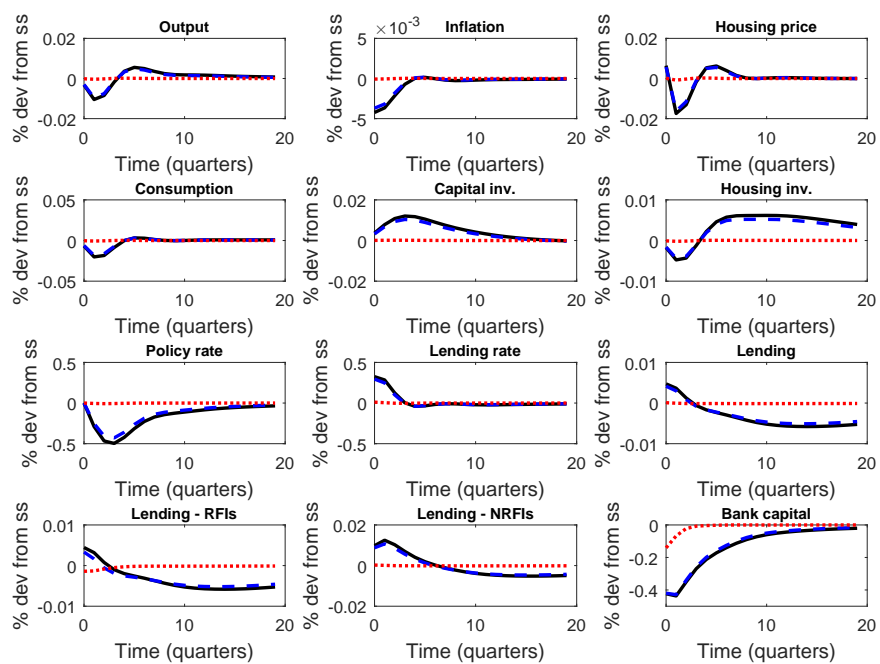 Output
0.02
0
-0.02
0 10 20
% dev from ss
Time (quarters)
Inflation
×10⁻³
5
0
-5
0 10 20
% dev from ss
Time (quarters)
Housing price
0.02
0
-0.02
0 10 20
% dev from ss
Time (quarters)
Consumption
0.05
0
-0.05
0 10 20
% dev from ss
Time (quarters)
Capital inv.
0.02
0
-0.02
0 10 20
% dev from ss
Time (quarters)
Housing inv.
0.01
0
-0.01
0 10 20
% dev from ss
Time (quarters)
Policy rate
0.5
0
-0.5
0 10 20
% dev from ss
Time (quarters)
Lending rate
0.5
0
-0.5
0 10 20
% dev from ss
Time (quarters)
Lending
0.01
0
-0.01
0 10 20
% dev from ss
Time (quarters)
Lending - RFIs
0.01
0
-0.01
0 10 20
% dev from ss
Time (quarters)
Lending - NRFIs
0.02
0
-0.02
0 10 20
% dev from ss
Time (quarters)
Bank capital
0
-0.2
-0.4
0 10 20
% dev from ss
Time (quarters)